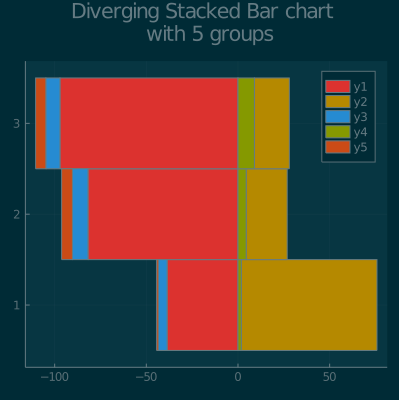 Diverging Stacked Bar chart
with 5 groups
y1
y2
y3
y4
y5
3
2
1
−100
−50
0
50